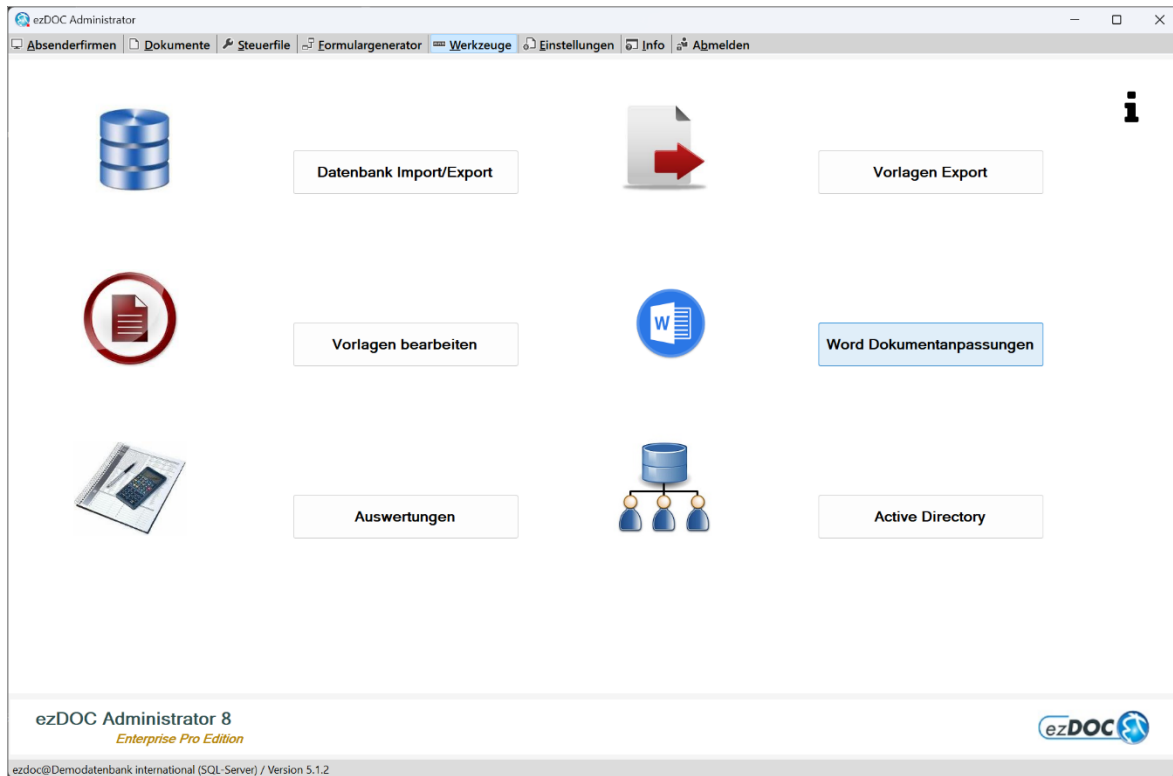 ezDOC Administrator
Absenderfirmen Dokumente Steuerfile Formulargenerator Werkzeuge Einstellungen Info Abmelden
Datenbank Import/Export
Vorlagen Export
Vorlagen bearbeiten
W
Word Dokumentanpassungen
Auswertungen
Active Directory
ezDOC Administrator 8
Enterprise Pro Edition
ezDOC
ezdoc@Demodatenbank international (SQL-Server) / Version 5.1.2